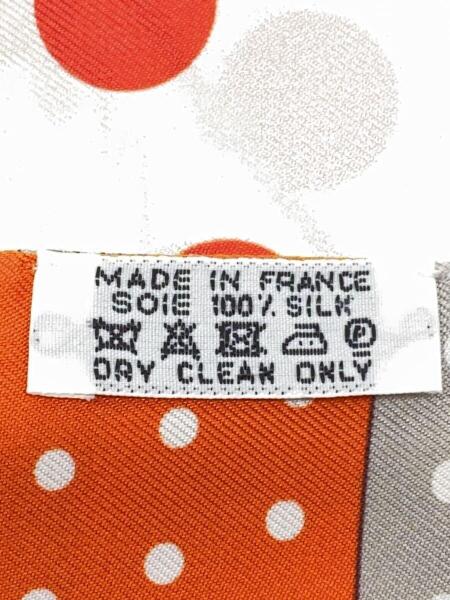 MADE IN FRANCE
SOIE 100% SILK
P
DRY CLEAN ONLY